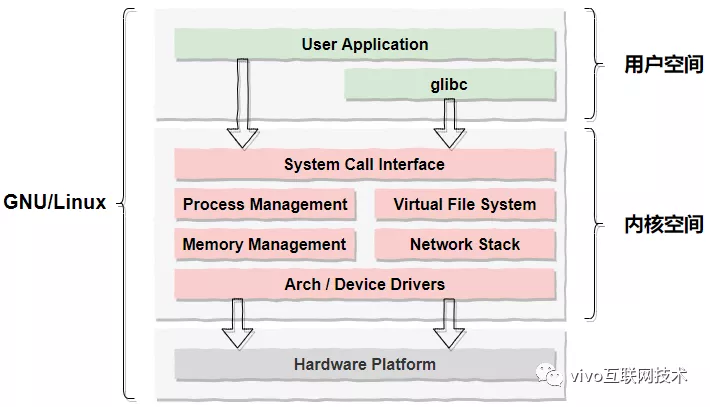 User Application
用户空间
glibc
System Call Interface
GNU/Linux
Process Management
Virtual File System
内核空间
Memory Management
Network Stack
Arch / Device Drivers
Hardware Platform
vivo互联网技术